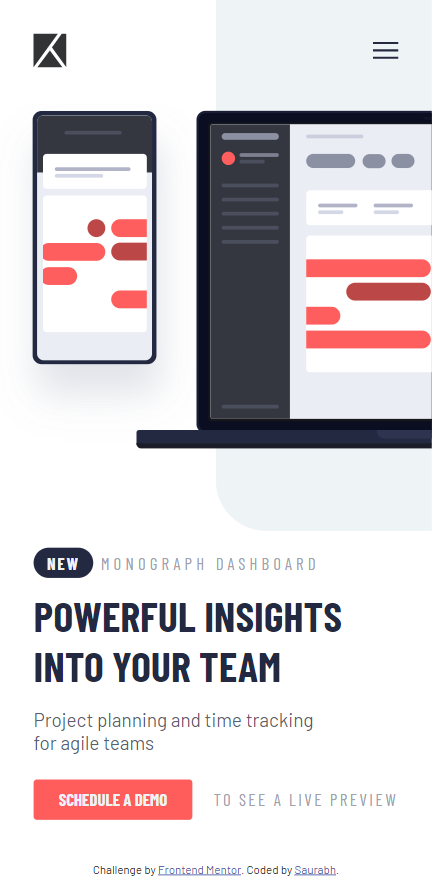 NEW MONOGRAPH DASHBOARD
POWERFUL INSIGHTS
INTO YOUR TEAM
Project planning and time tracking
for agile teams
SCHEDULE A DEMO TO SEE A LIVE PREVIEW
Challenge by Frontend Mentor. Coded by Saurabh.